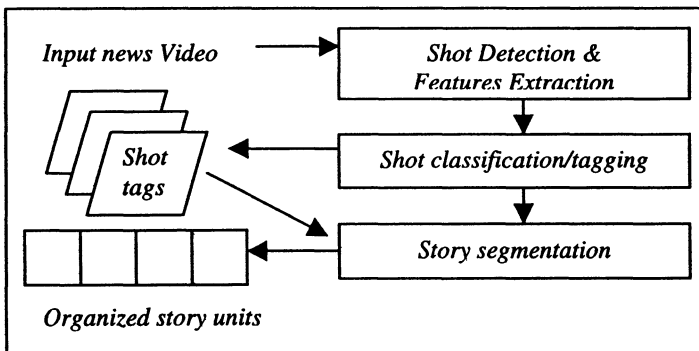 Input news Video
Shot Detection &
Features Extraction
Shot
tags
Shot classification/tagging
Story segmentation
Organized story units